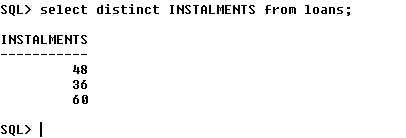 SQL> select distinct INSTALMENTS from loans;
INSTALMENTS
-----------
48
36
60
SQL>